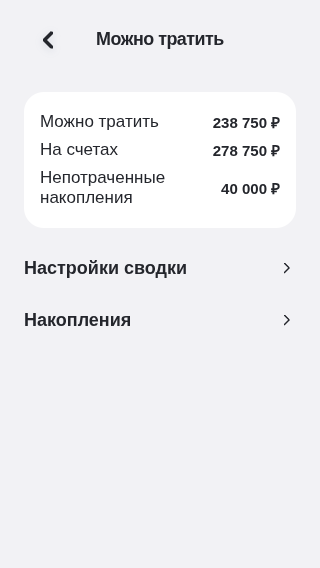 Можно тратить
Можно тратить 238 750 ₽
На счетах 278 750 ₽
Непотраченные
накопления 40 000 ₽
Настройки сводки
Накопления